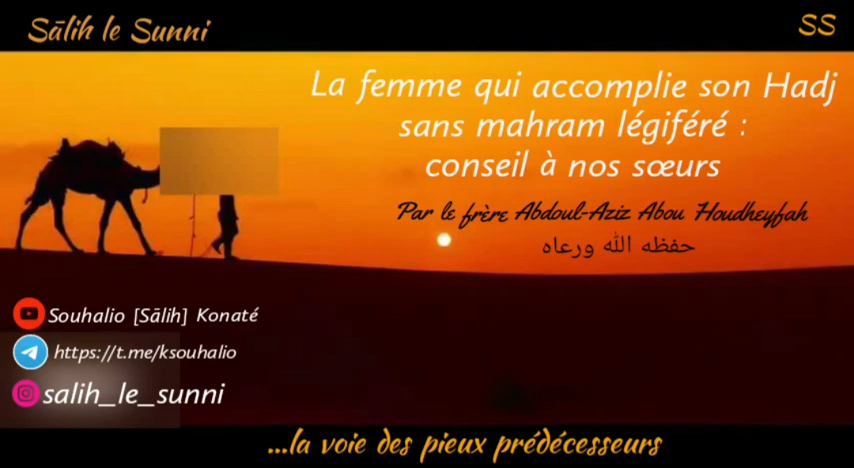 Sālih le Sunni
SS
La femme qui accomplie son Hadj
sans mahram légiféré :
conseil à nos sœurs
Par le frère Abdoul-Aziz Abou Houdheyfah
حفظه الله ورعاه
Souhalio [Sālih] Konaté
https://t.me/ksouhalio
salih_le_sunni
...la voie des pieux prédécesseurs